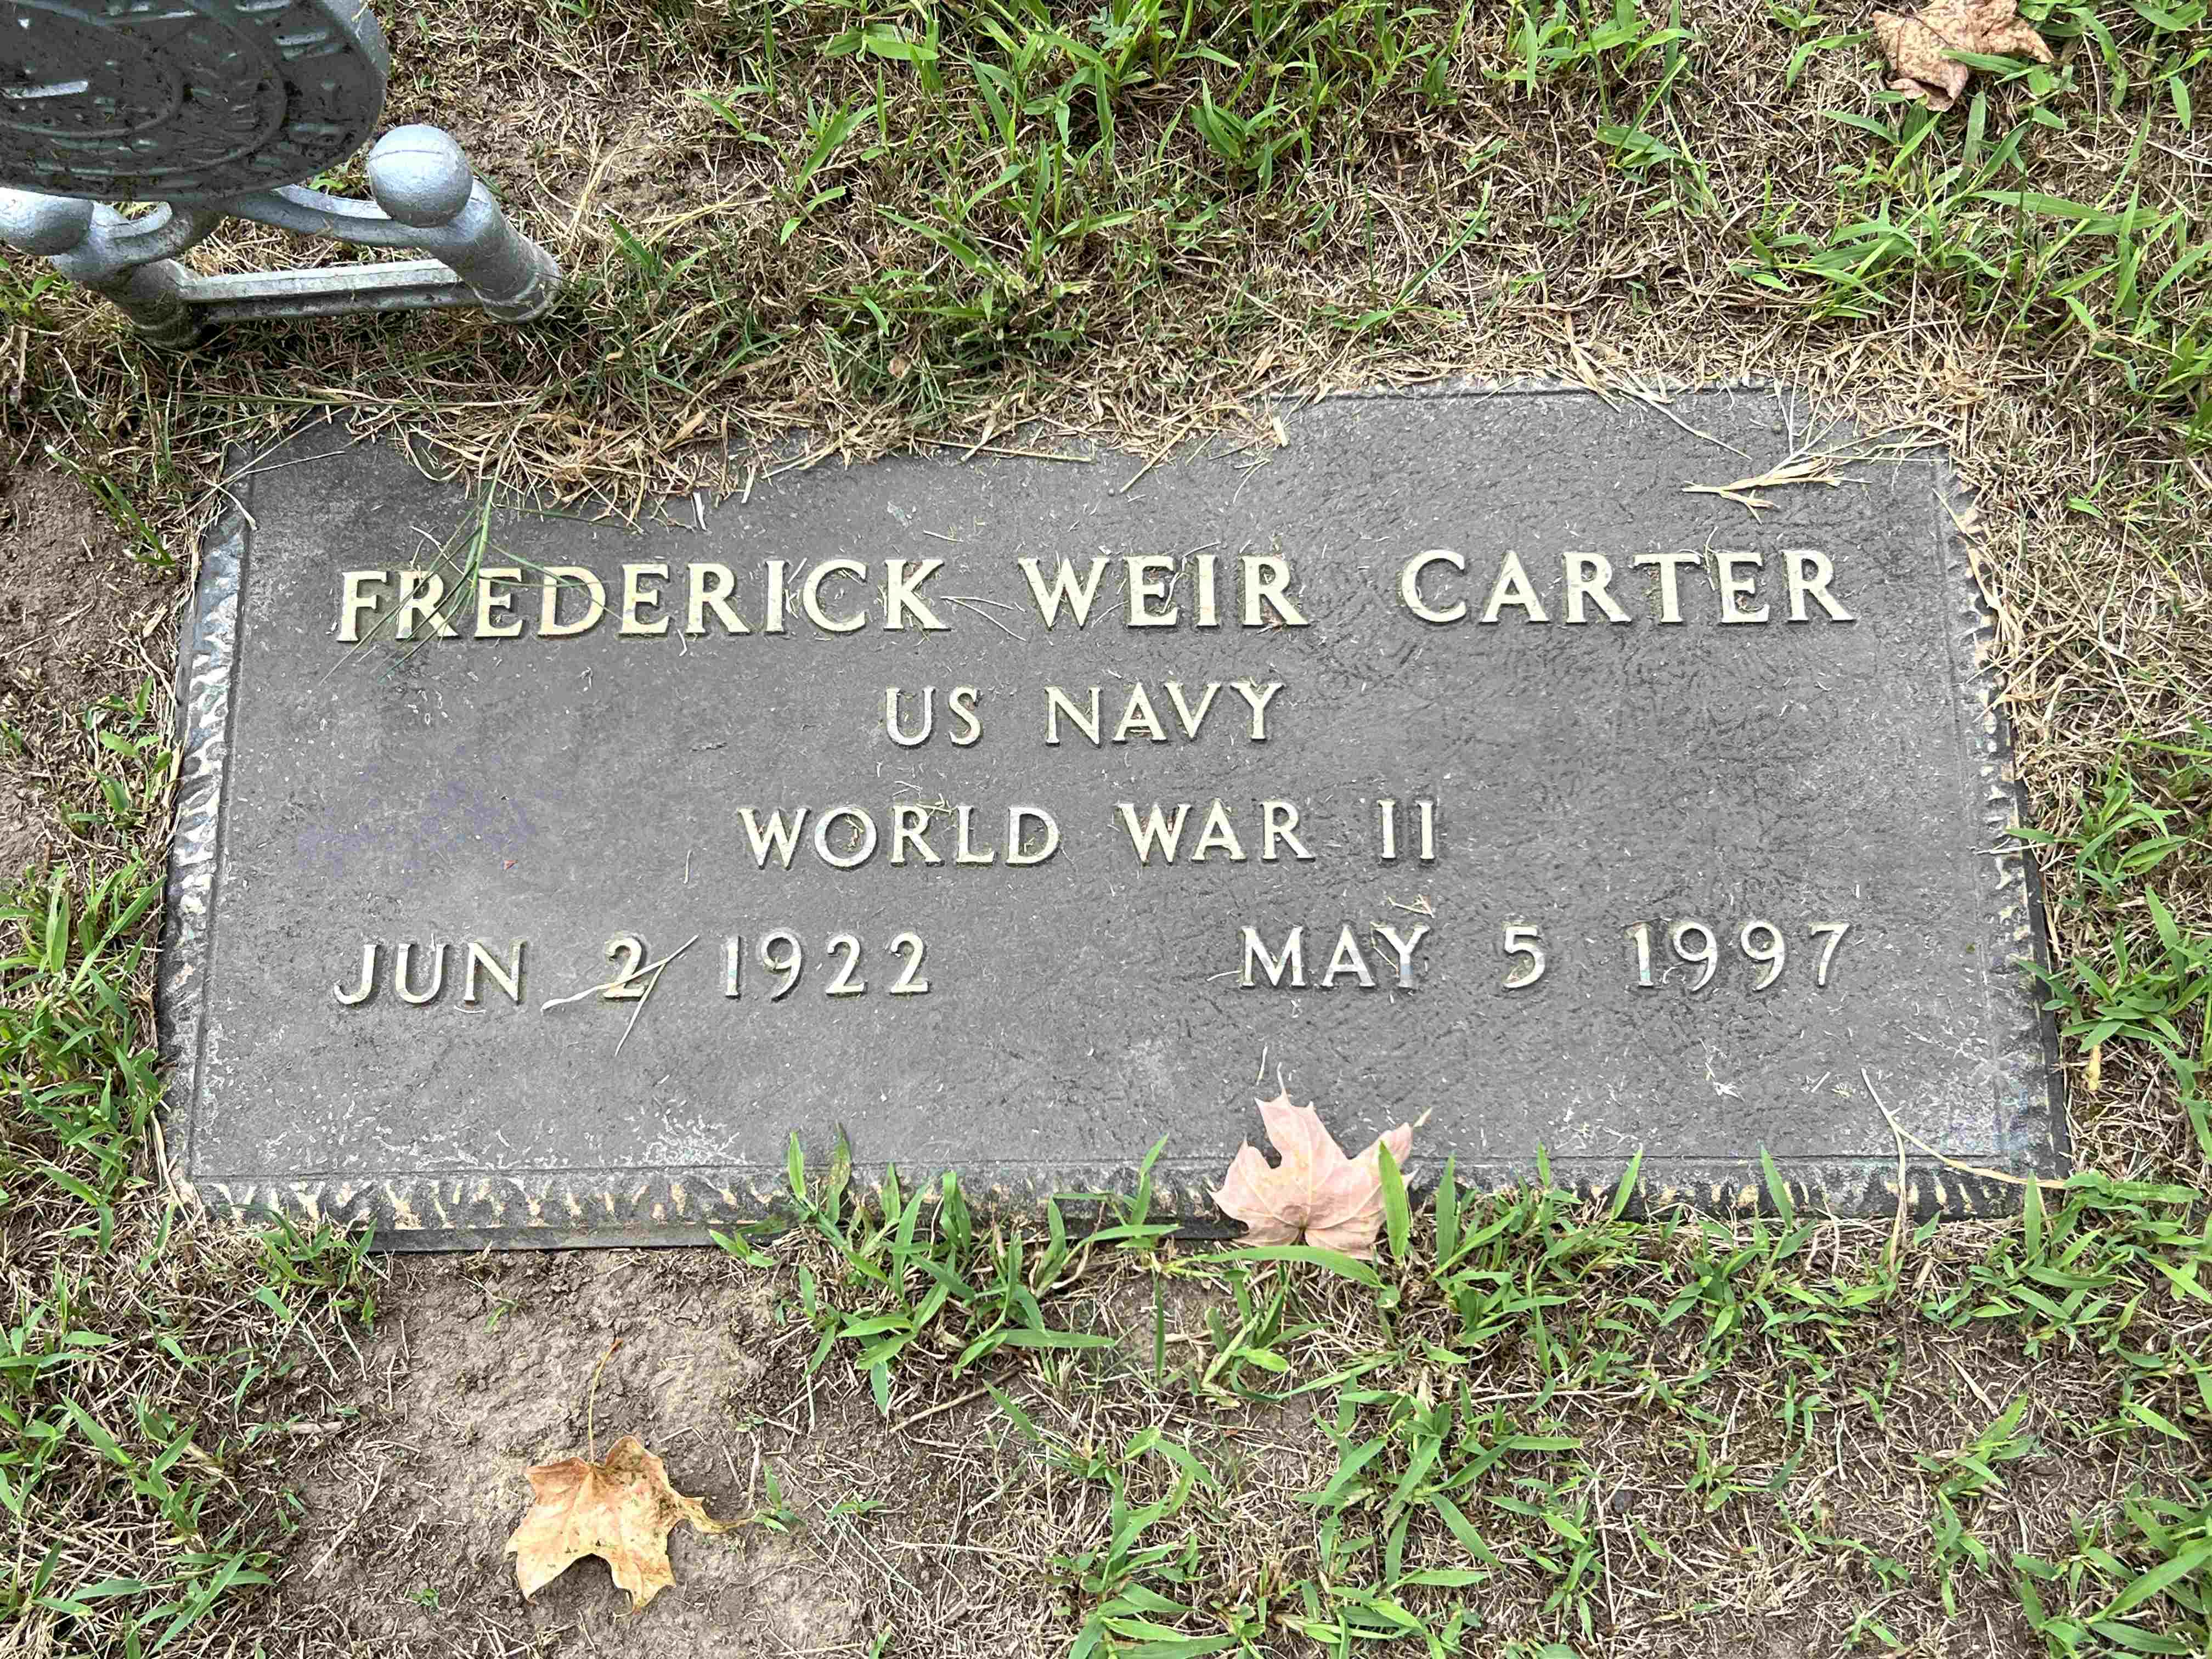 FREDERICK WEIR CARTER
US NAVY
WORLD WAR II
JUN 2 1922 MAY 5 1997